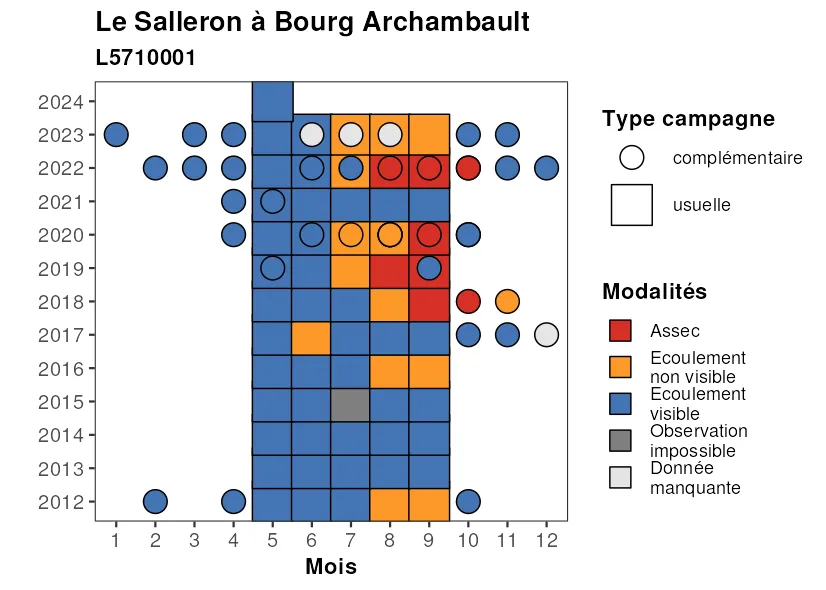 Le Salleron à Bourg Archambault
L5710001
2024
2023
2022
2021
2020
2019
2018
2017
2016
2015
2014
2013
2012
1 2 3 4 5 6 7 8 9 10 11 12
Mois
Type campagne
complémentaire
usuelle
Modalités
Assec
Ecoulement
non visible
Ecoulement
visible
Observation
impossible
Donnée
manquante